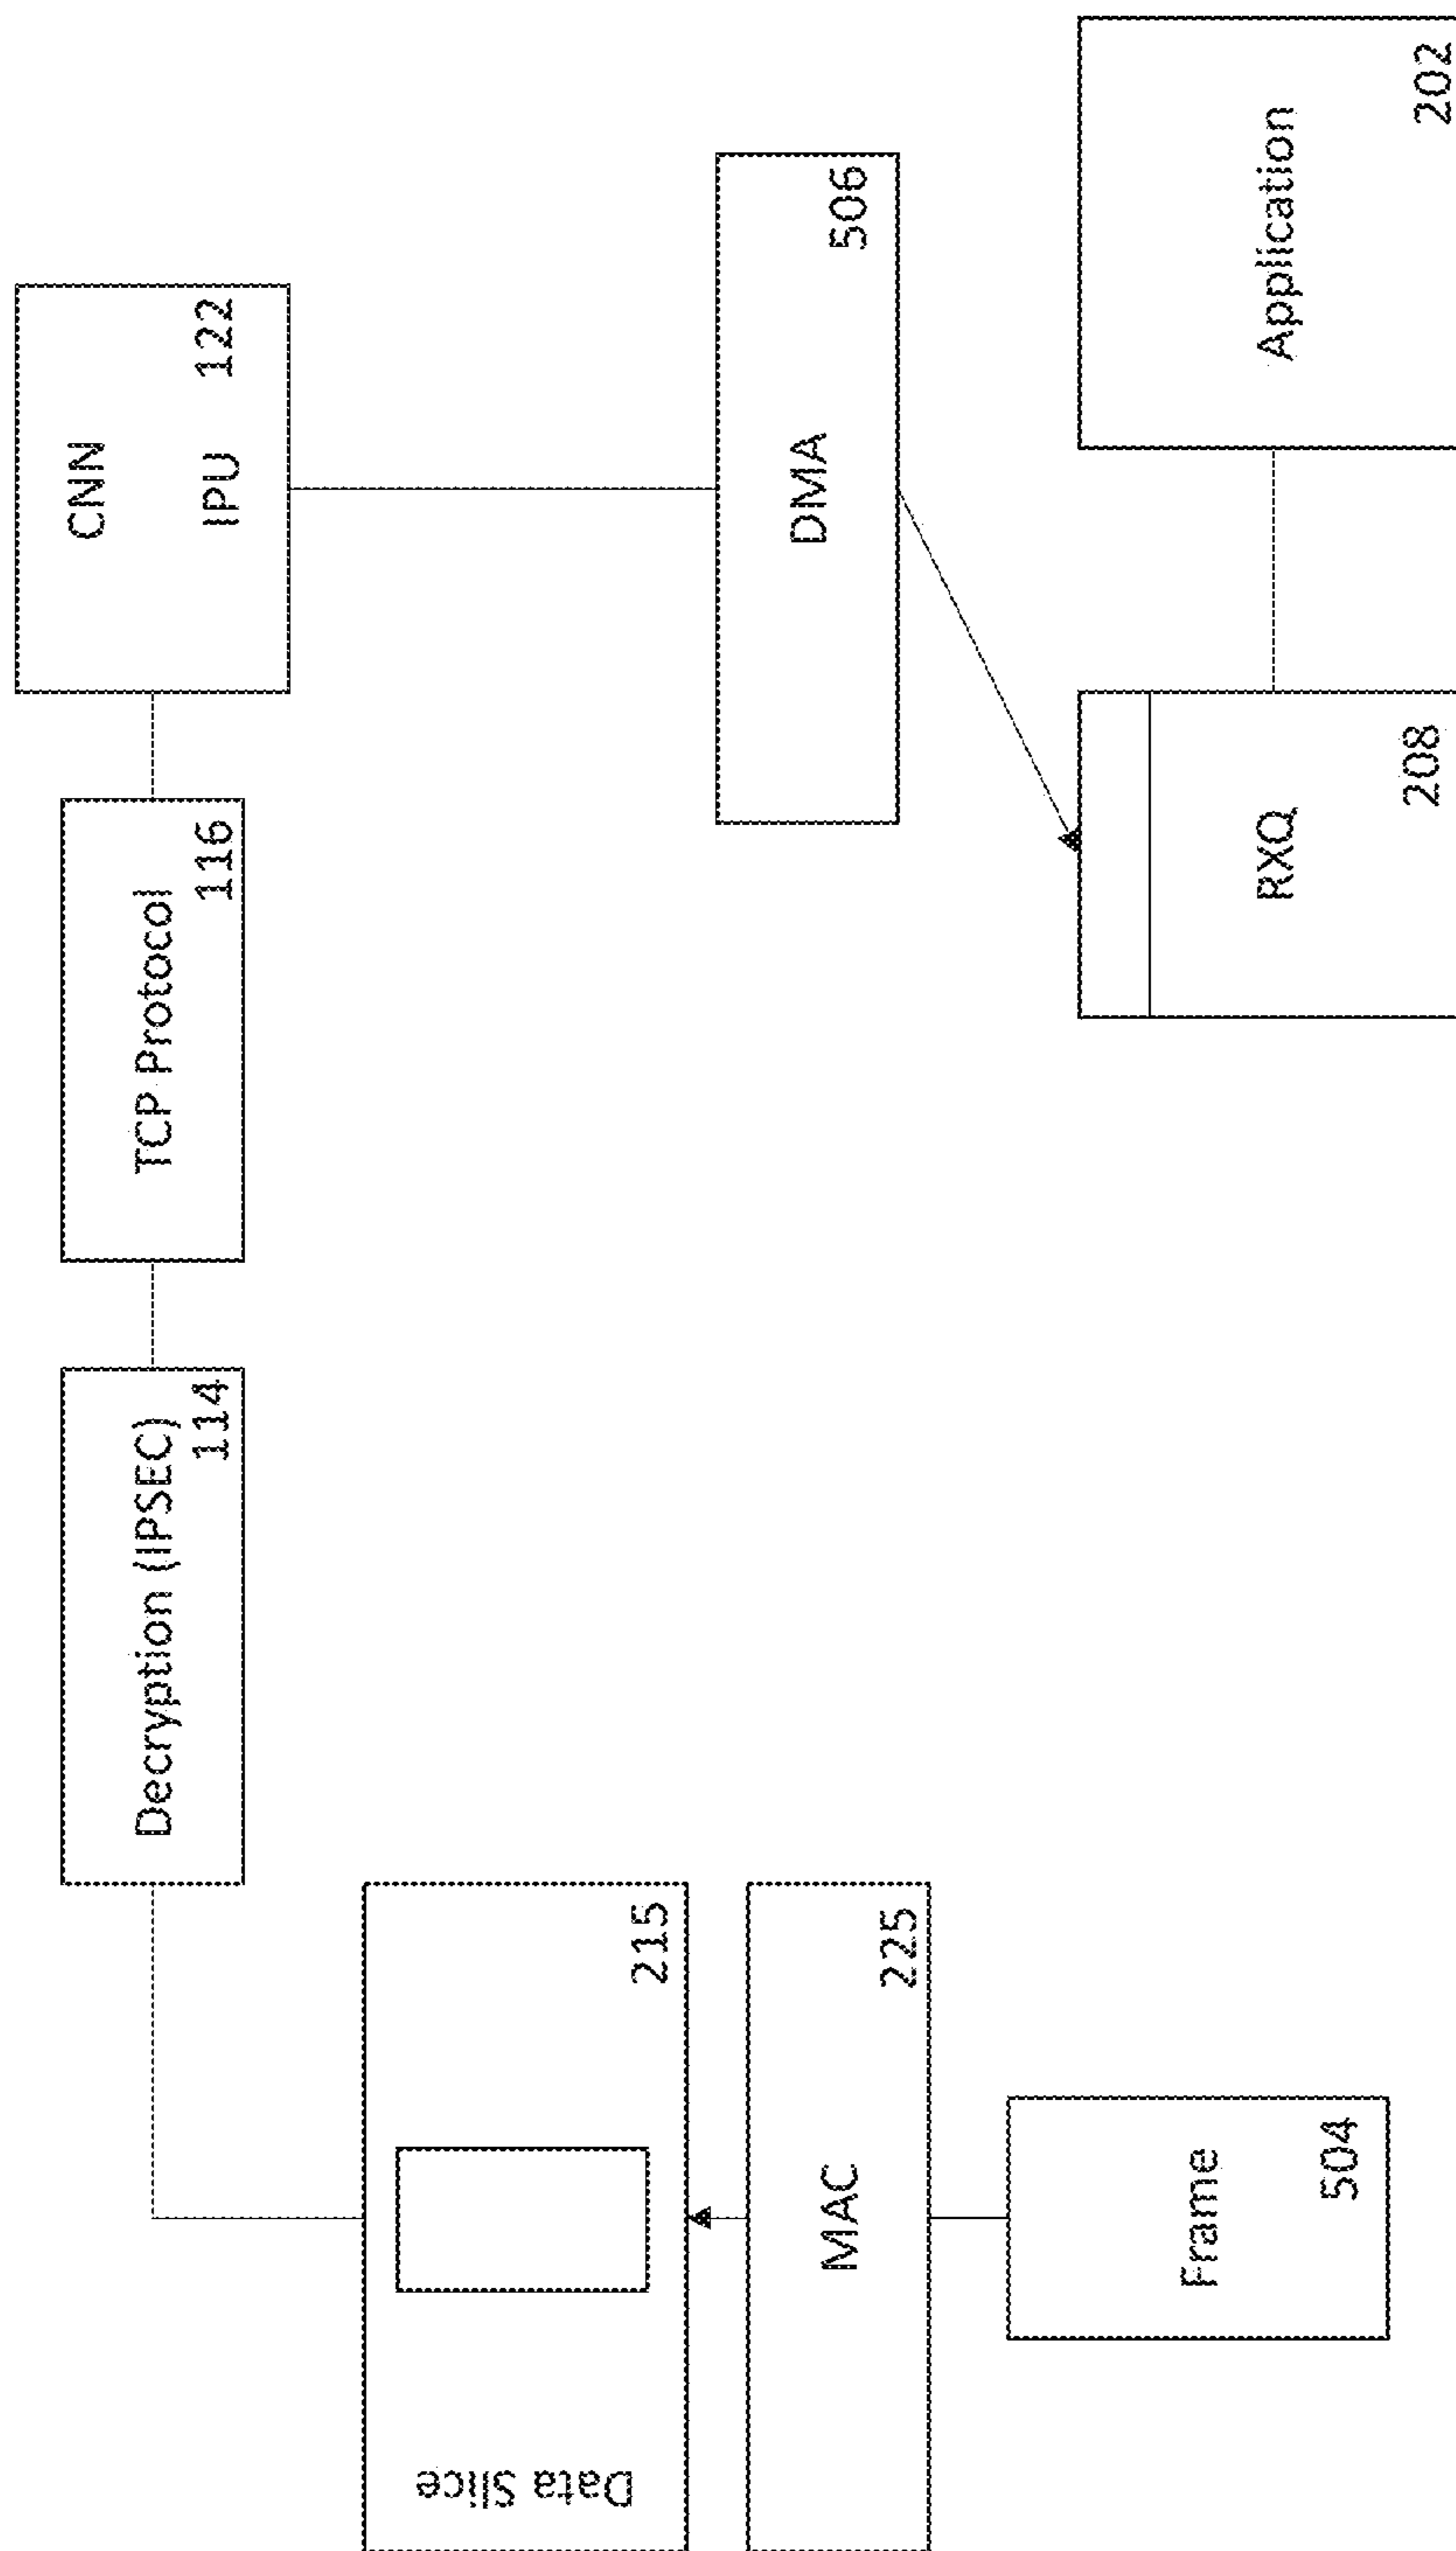 Decryption (IPSEC)
114
TCP Protocol
116
CNN
IPU 122
Data Slice
215
MAC
225
DMA
506
Frame
504
RXQ
208
Application
202